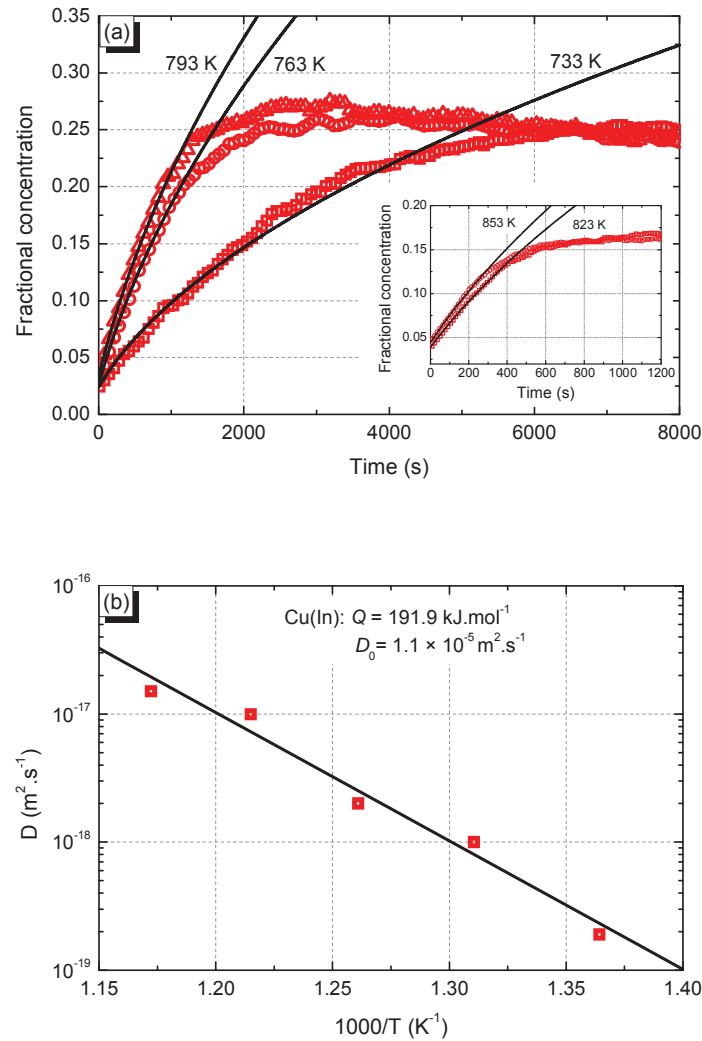 (a)
793 K
763 K
733 K
Fractional concentration
0.35
0.30
0.25
0.20
0.15
0.10
0.05
0.00
0
2000
4000
6000
8000
Time (s)
853 K
823 K
Fractional concentration
0.20
0.15
0.10
0.05
0
200
400
600
800
1000
1200
Time (s)
(b)
Cu(In): Q = 191.9 kJ.mol⁻¹
D₀= 1.1 × 10⁻⁵ m².s⁻¹
D (m².s⁻¹)
10⁻¹⁶
10⁻¹⁷
10⁻¹⁸
10⁻¹⁹
1.15
1.20
1.25
1.30
1.35
1.40
1000/T (K⁻¹)